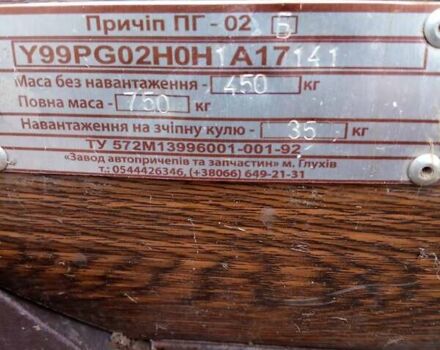 Причіп ПГ - 02 Б
Y99PG02H0H1A17141
Маса без навантаження - 450 кг
Повна маса - 750 кг
Навантаження на зчіпну кулю - 35 кг
ТУ 572М13996001-001-92
«Завод автопричепів та запчастин» м. Глухів
т.: 0544426346, (+38066) 649-21-31